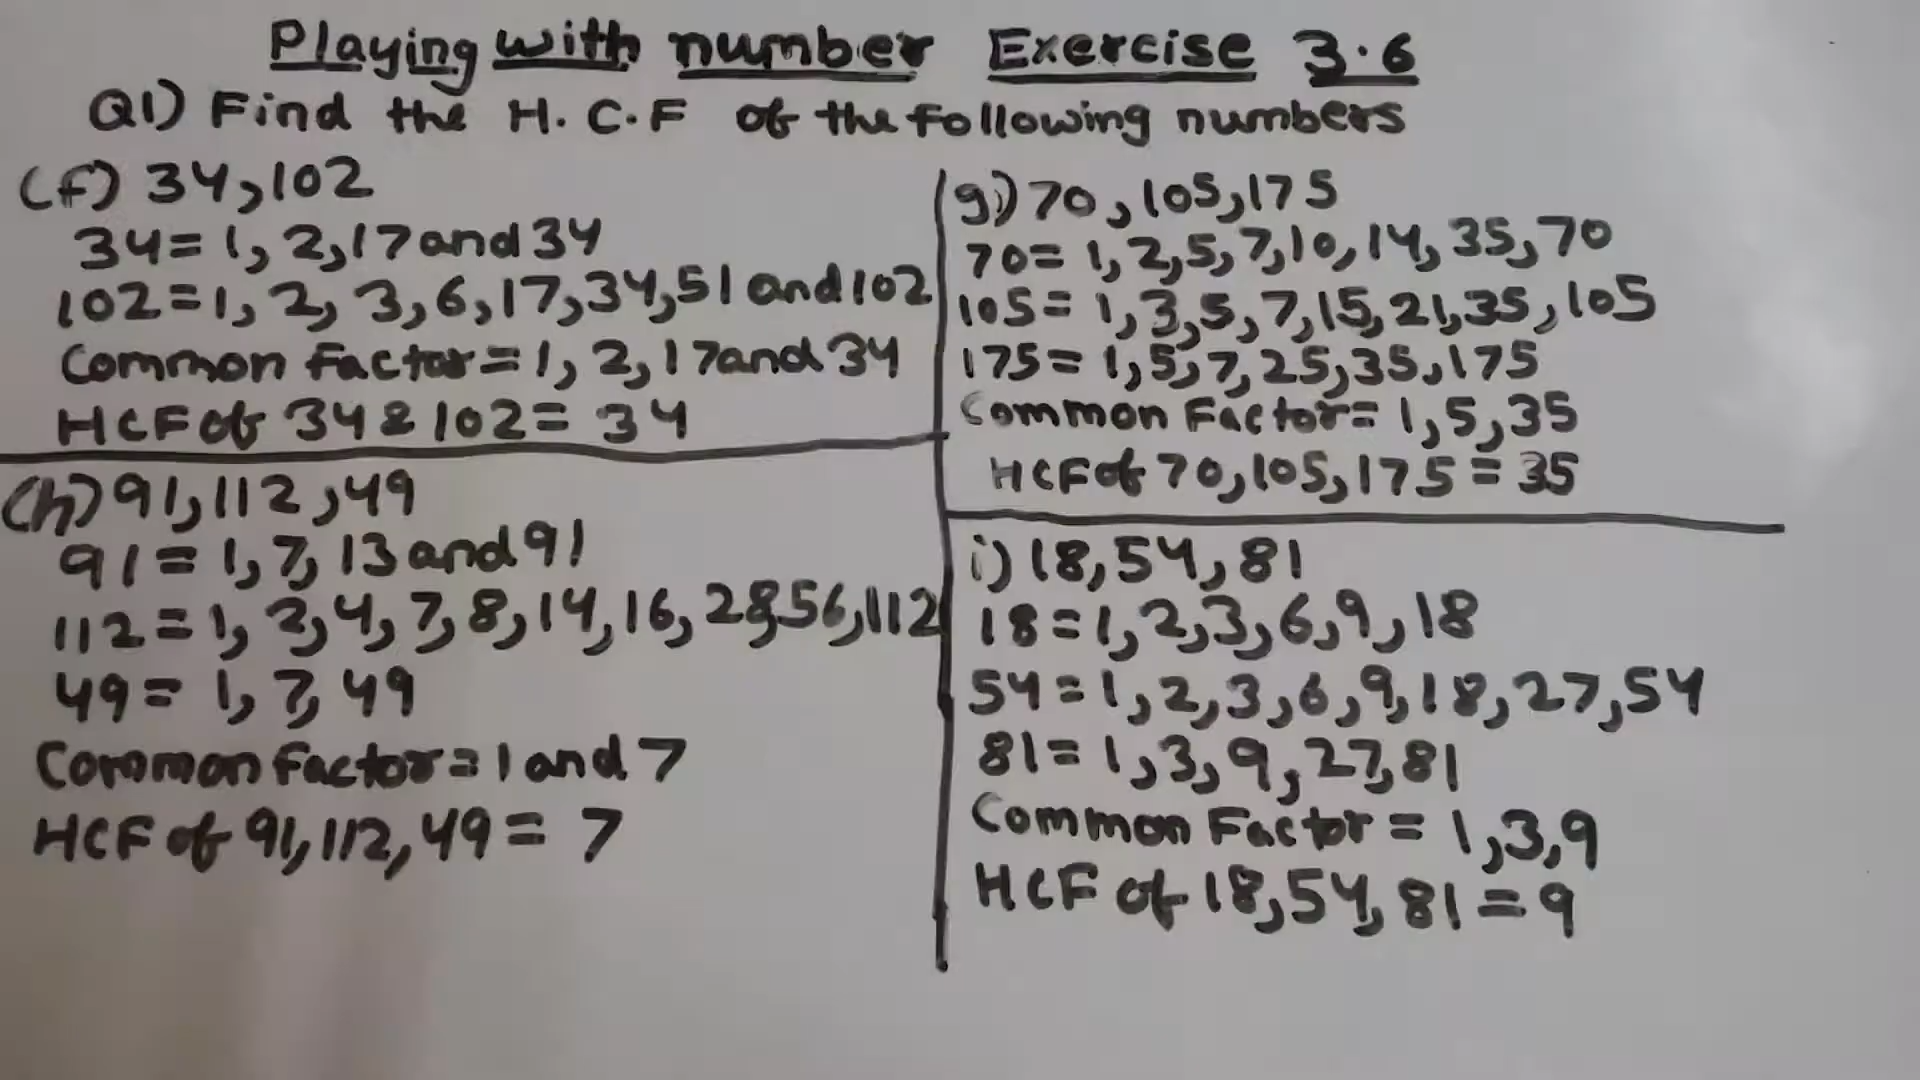 Playing with number Exercise 3.6
Q1) Find the H.C.F of the following numbers
(f) 34,102
34=1, 2,17 and 34
102=1, 2, 3,6,17,34,51 and 102
Common Factor=1, 2,17 and 34
HCF of 34 & 102= 34
g) 70, 105,175
70= 1,2,5,7,10,14,35,70
105= 1,3,5,7,15,21,35,105
175= 1,5,7,25,35,175
Common Factor= 1,5,35
HCF of 70,105,175=35
(h) 91,112,49
91=1,7,13 and 91
112=1, 2,4,7,8,14,16,28,56,112
49= 1,7,49
Common Factor=1 and 7
HCF of 91,112,49= 7
i) 18,54,81
18=1,2,3,6,9,18
54=1,2,3,6,9,18,27,54
81=1,3,9,27,81
Common Factor= 1,3,9
HCF of 18,54,81=9